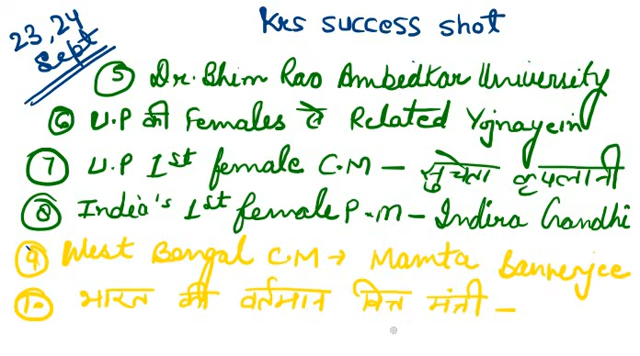 Krs success shot
23,24 Sept
⑤ Dr. Bhim Rao Ambedkar University
⑥ U.P की Females से Related Yojnayein
⑦ U.P 1st female C.M – सुचेता कृपलानी
⑧ India's 1st female P.M – Indira Gandhi
⑨ West Bengal C.M → Mamta Bannerjee
⑩ भारत की वर्तमान वित्त मंत्री –